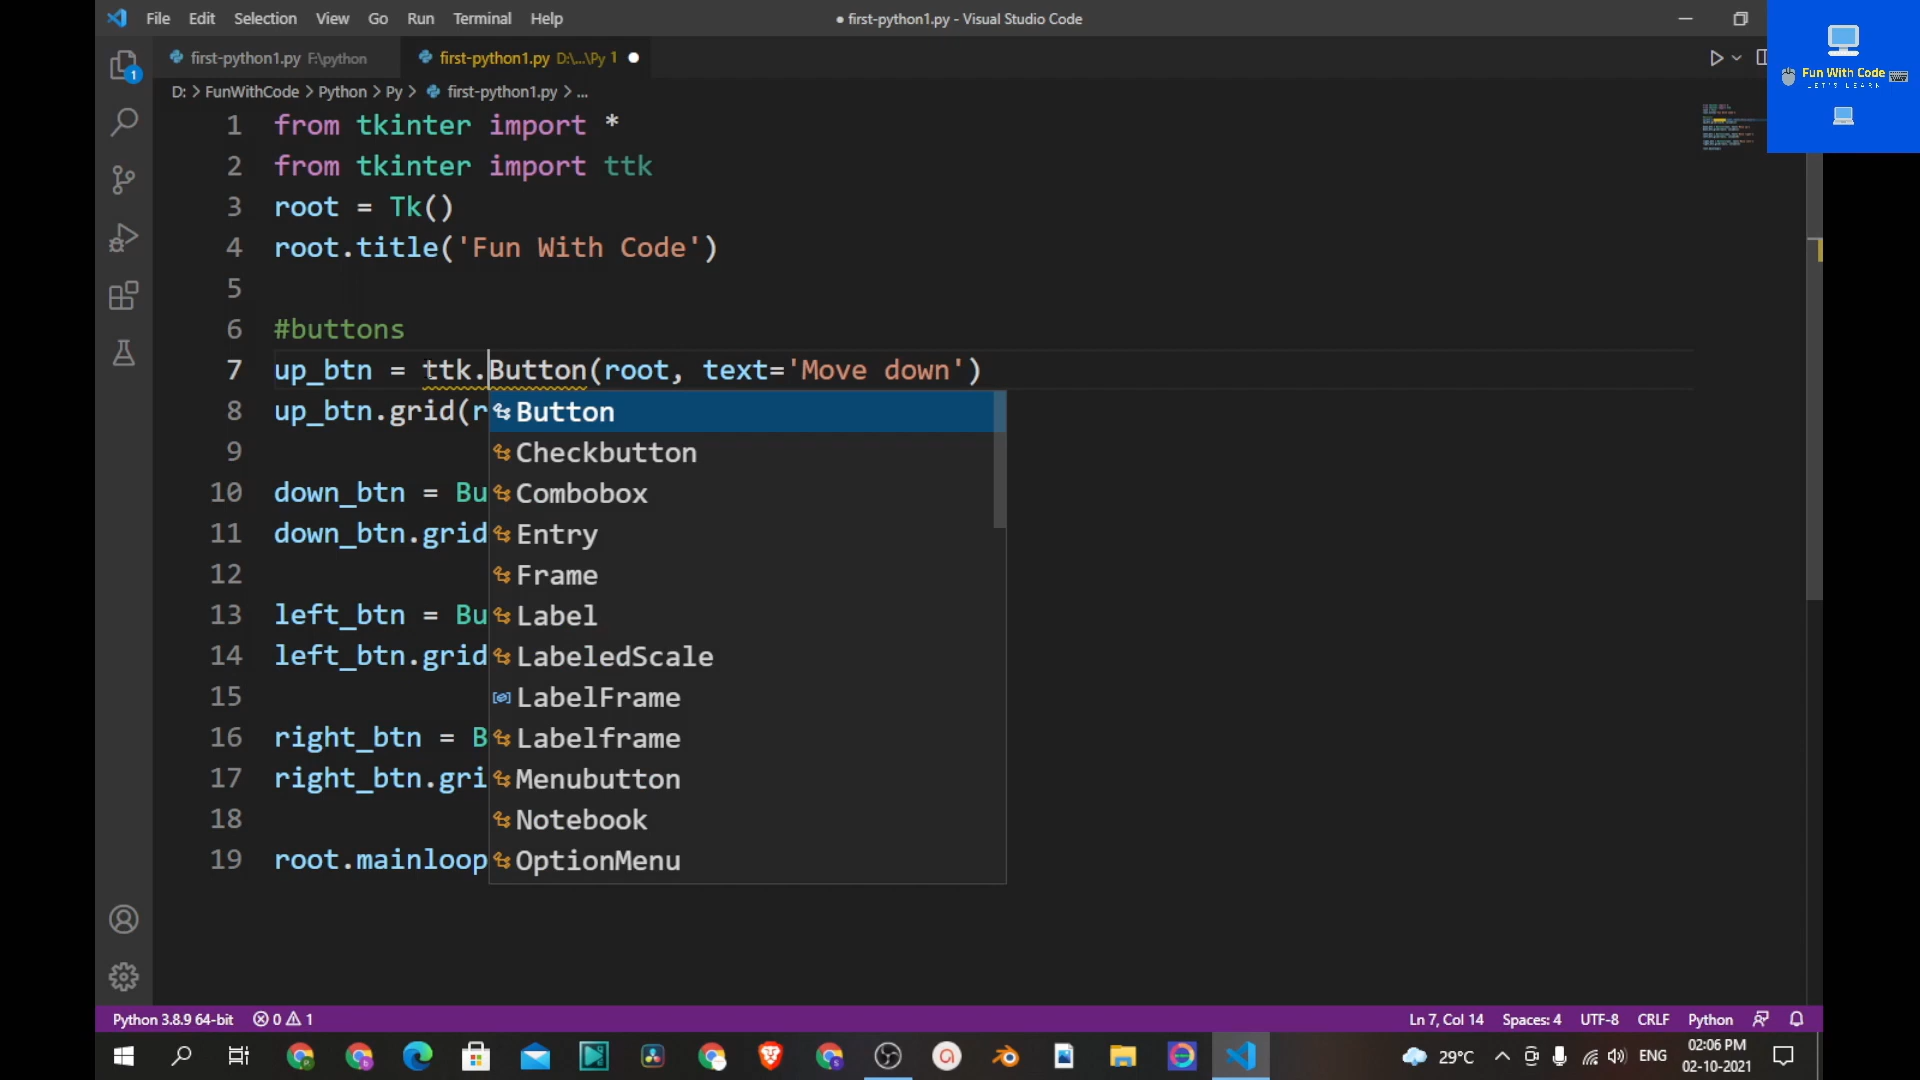 File Edit Selection View Go Run Terminal Help
● first-python1.py - Visual Studio Code
Fun With Code
LET'S LEARN
first-python1.py F:\python
first-python1.py D:\...\Py 1
D: > FunWithCode > Python > Py > first-python1.py > ...
1 from tkinter import *
2 from tkinter import ttk
3 root = Tk()
4 root.title('Fun With Code')
5
6 #buttons
7 up_btn = ttk.Button(root, text='Move down')
8 up_btn.grid(r
9
10 down_btn = Bu
11 down_btn.grid
12
13 left_btn = Bu
14 left_btn.grid
15
16 right_btn = B
17 right_btn.gri
18
19 root.mainloop
Button
Checkbutton
Combobox
Entry
Frame
Label
LabeledScale
LabelFrame
Labelframe
Menubutton
Notebook
OptionMenu
1
Python 3.8.9 64-bit 0 1
Ln 7, Col 14 Spaces: 4 UTF-8 CRLF Python
29°C ENG 02:06 PM
02-10-2021